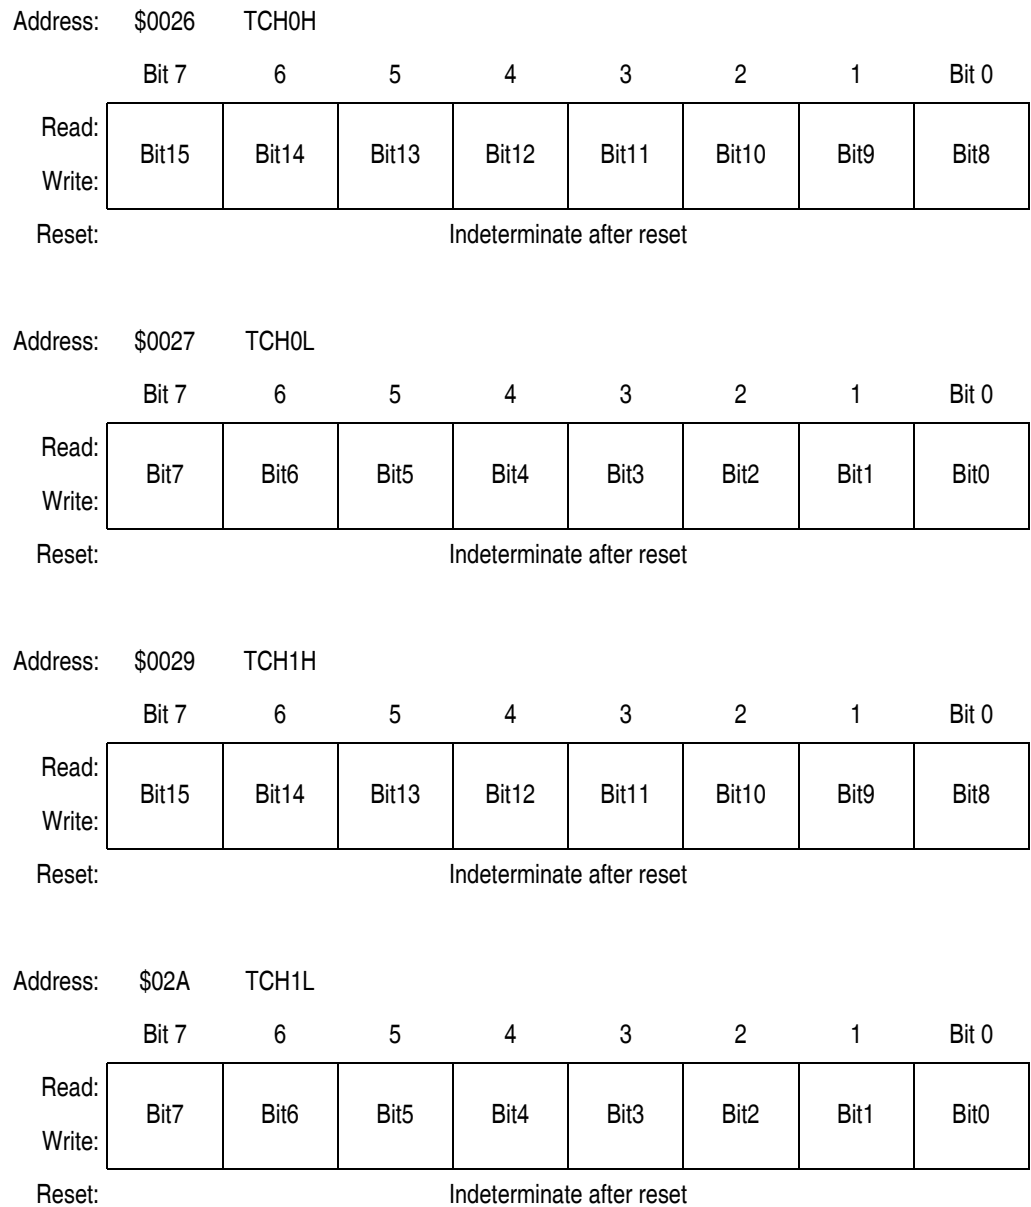 Address: $0026 TCH0H
Bit 7 6 5 4 3 2 1 Bit 0
Read:
Bit15 Bit14 Bit13 Bit12 Bit11 Bit10 Bit9 Bit8
Write:
Reset: Indeterminate after reset
Address: $0027 TCH0L
Bit 7 6 5 4 3 2 1 Bit 0
Read:
Bit7 Bit6 Bit5 Bit4 Bit3 Bit2 Bit1 Bit0
Write:
Reset: Indeterminate after reset
Address: $0029 TCH1H
Bit 7 6 5 4 3 2 1 Bit 0
Read:
Bit15 Bit14 Bit13 Bit12 Bit11 Bit10 Bit9 Bit8
Write:
Reset: Indeterminate after reset
Address: $02A TCH1L
Bit 7 6 5 4 3 2 1 Bit 0
Read:
Bit7 Bit6 Bit5 Bit4 Bit3 Bit2 Bit1 Bit0
Write:
Reset: Indeterminate after reset